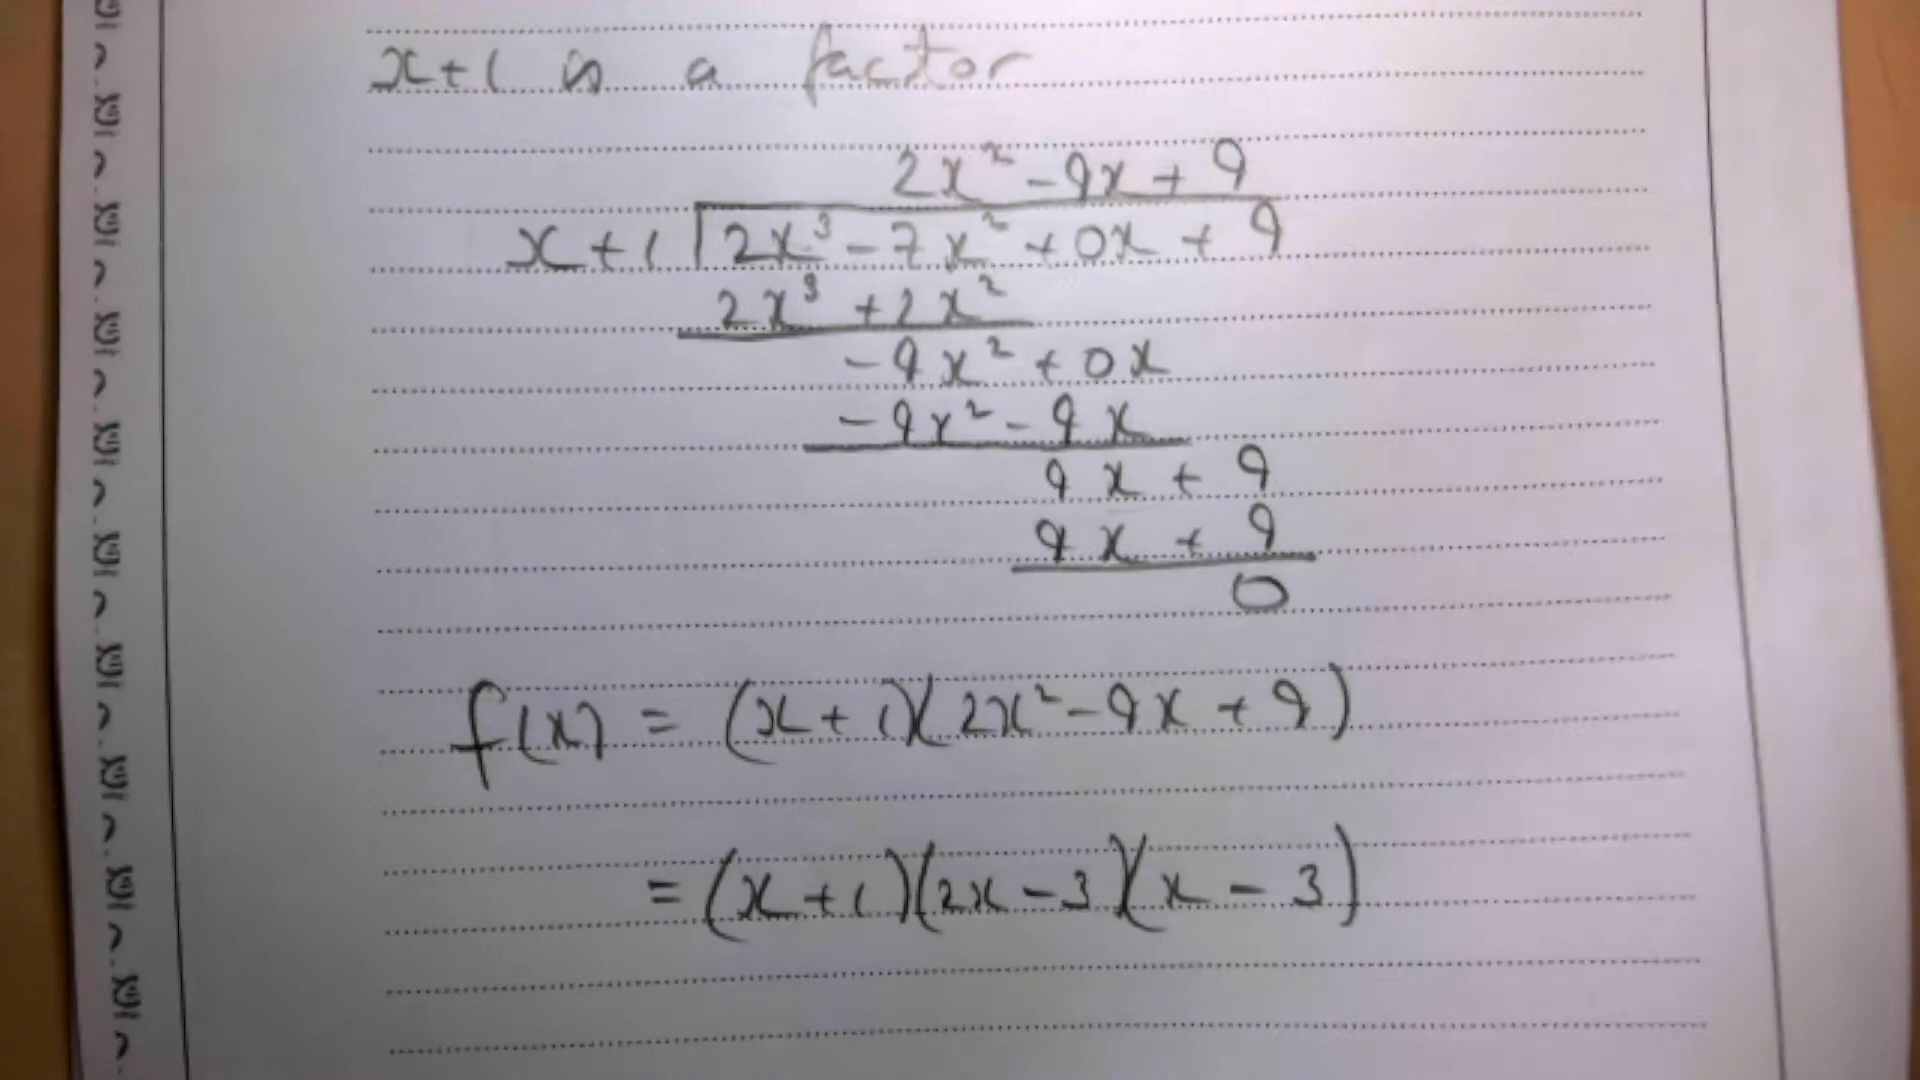 x+1 is a factor
2x² - 9x + 9
x+1 2x³ - 7x² + 0x + 9
2x³ + 2x²
-9x² + 0x
-9x² - 9x
9x + 9
9x + 9
0
f(x) = (x+1)(2x² - 9x + 9)
= (x+1)(2x - 3)(x - 3)